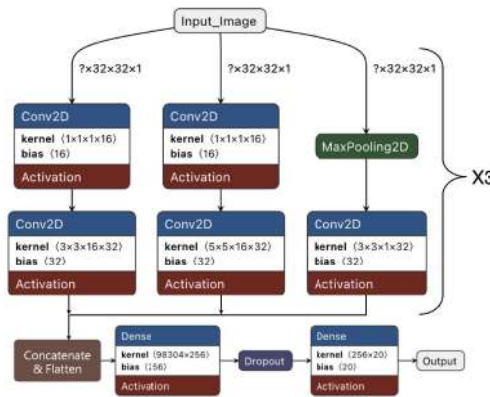 Input_Image
?×32×32×1
?×32×32×1
?×32×32×1
Conv2D
kernel ⟨1×1×1×16⟩
bias ⟨16⟩
Activation
Conv2D
kernel ⟨1×1×1×16⟩
bias ⟨16⟩
Activation
MaxPooling2D
X3
Conv2D
kernel ⟨3×3×16×32⟩
bias ⟨32⟩
Activation
Conv2D
kernel ⟨5×5×16×32⟩
bias ⟨32⟩
Activation
Conv2D
kernel ⟨3×3×1×32⟩
bias ⟨32⟩
Activation
Concatenate
& Flatten
Dense
kernel ⟨98304×256⟩
bias
Activation
Dropout
Dense
kernel ⟨256×20⟩
bias ⟨20⟩
Activation
Output